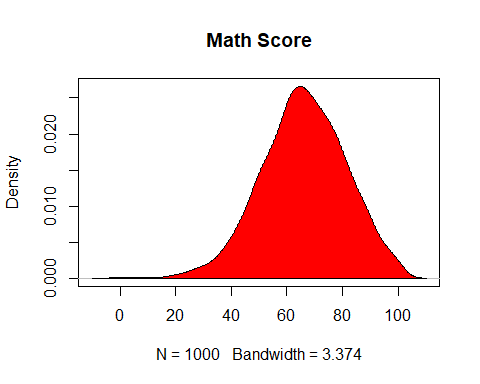 Math Score
Density
0.020
0.010
0.000
0 20 40 60 80 100
N = 1000 Bandwidth = 3.374